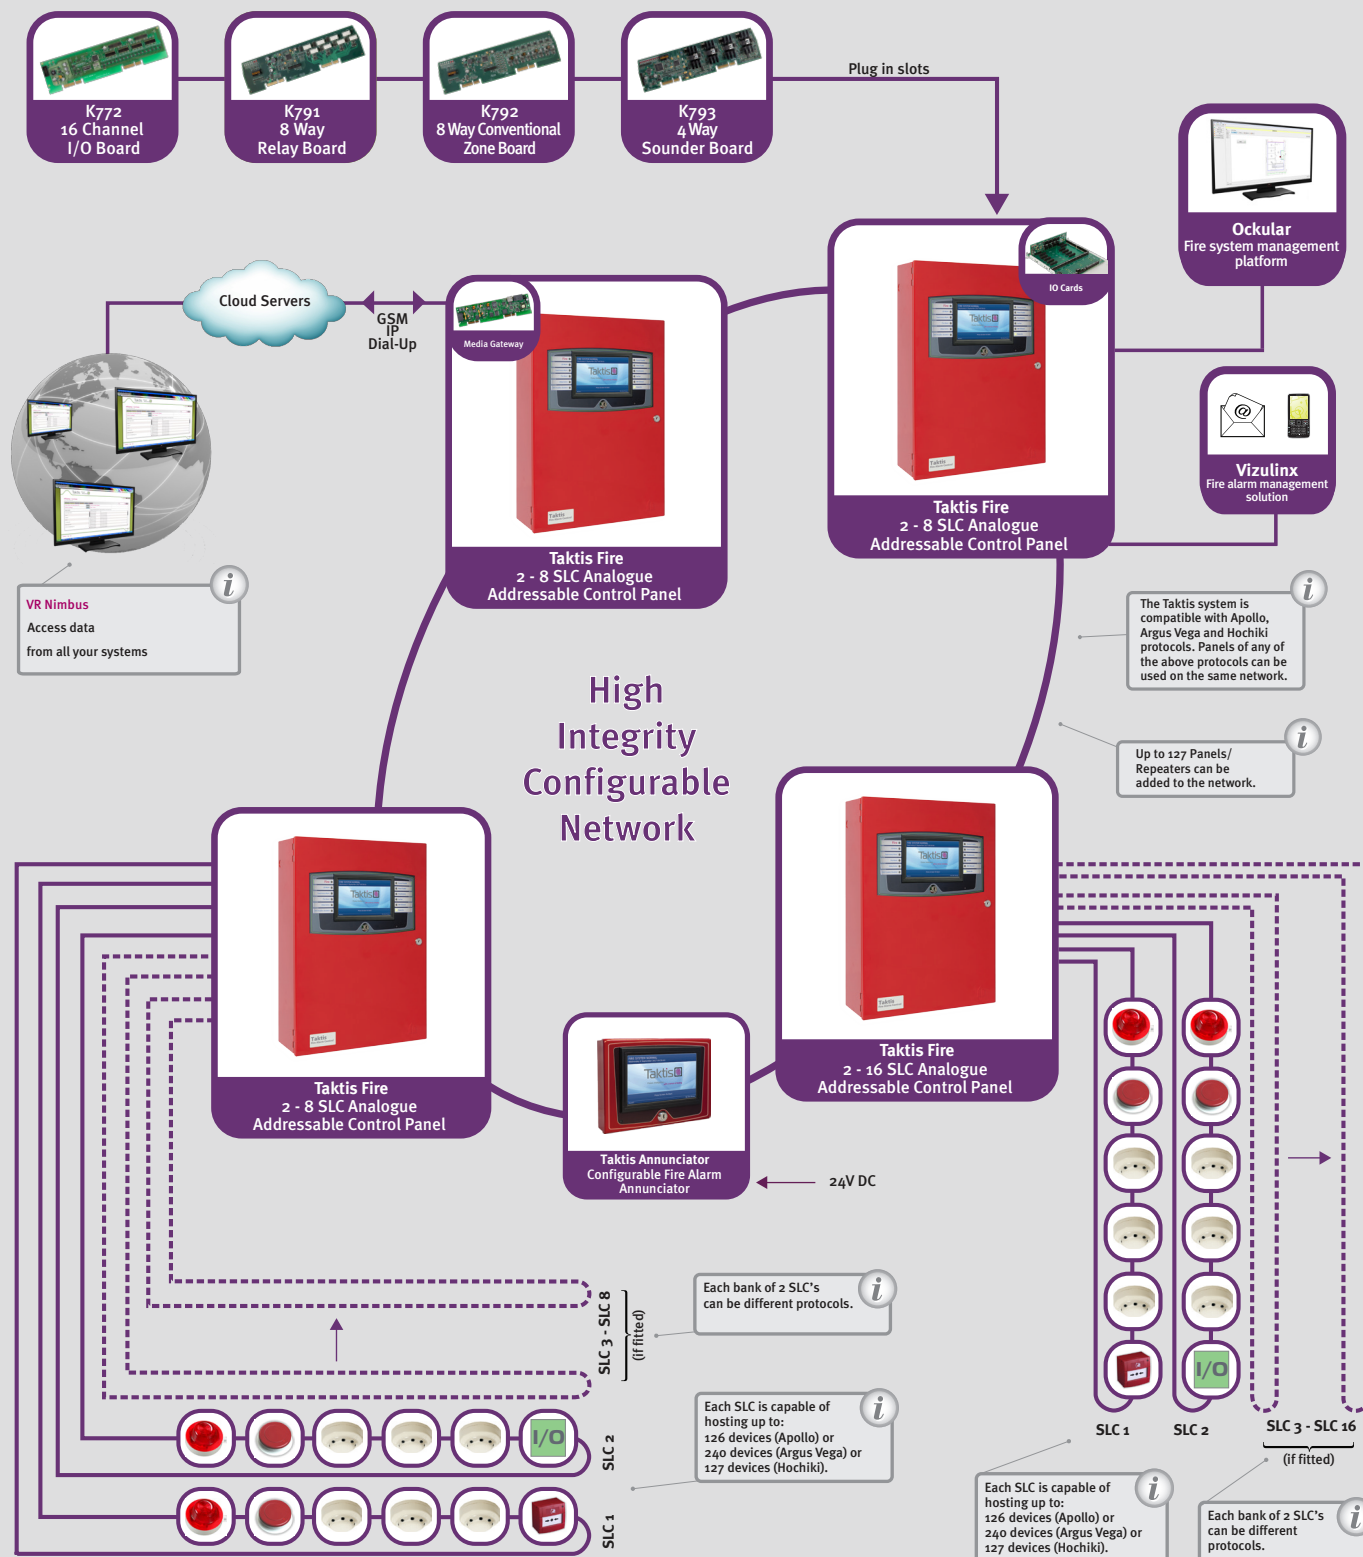 K772
16 Channel
I/O Board
K791
8 Way
Relay Board
K792
8 Way Conventional
Zone Board
K793
4 Way
Sounder Board
Plug in slots
Ockular
Fire system management
platform
IO Cards
Cloud Servers
GSM
IP
Dial-Up
Media Gateway
Taktis
Taktis
Taktis
Taktis Fire
2 - 8 SLC Analogue
Addressable Control Panel
Taktis Fire
2 - 8 SLC Analogue
Addressable Control Panel
@
Vizulinx
Fire alarm management
solution
i
VR Nimbus
Access data
from all your systems
i
The Taktis system is
compatible with Apollo,
Argus Vega and Hochiki
protocols. Panels of any of
the above protocols can be
used on the same network.
i
Up to 127 Panels/
Repeaters can be
added to the network.
High
Integrity
Configurable
Network
Taktis
Taktis
Taktis
Taktis
Taktis Fire
2 - 8 SLC Analogue
Addressable Control Panel
Taktis Fire
2 - 16 SLC Analogue
Addressable Control Panel
Taktis
Taktis Annunciator
Configurable Fire Alarm
Annunciator
24V DC
SLC 3 - SLC 8
(if fitted)
i
Each bank of 2 SLC's
can be different protocols.
I/O
SLC 2
SLC 1
i
Each SLC is capable of
hosting up to:
126 devices (Apollo) or
240 devices (Argus Vega) or
127 devices (Hochiki).
I/O
SLC 1
SLC 2
SLC 3 - SLC 16
(if fitted)
i
Each SLC is capable of
hosting up to:
126 devices (Apollo) or
240 devices (Argus Vega) or
127 devices (Hochiki).
i
Each bank of 2 SLC's
can be different
protocols.